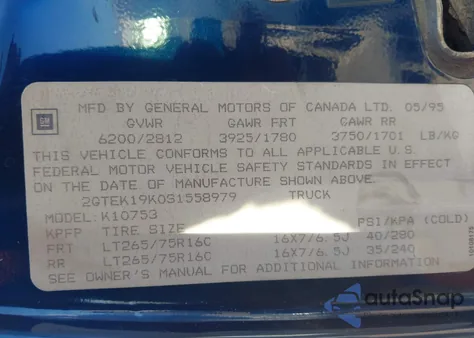 GM
MFD BY GENERAL MOTORS OF CANADA LTD. 05/95
GVWR GAWR FRT GAWR RR
6200/2812 3925/1780 3750/1701 LB/KG
THIS VEHICLE CONFORMS TO ALL APPLICABLE U.S.
FEDERAL MOTOR VEHICLE SAFETY STANDARDS IN EFFECT
ON THE DATE OF MANUFACTURE SHOWN ABOVE.
2GTEK19K0S1558979 TRUCK
MODEL: K10753
KPFP TIRE SIZE PSI/KPA (COLD)
FRT LT265/75R16C 16X7/6.5J 40/280
RR LT265/75R16C 16X7/6.5J 35/240
SEE OWNER'S MANUAL FOR ADDITIONAL INFORMATION
autoSnap